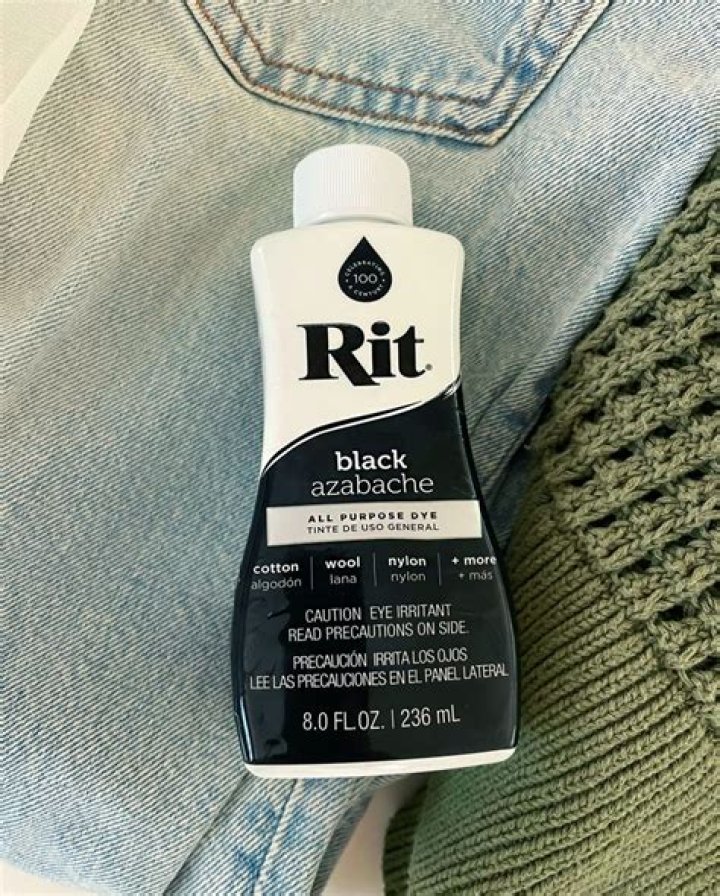 CELEBRATING
100
A CENTURY
Rit®
black
azabache
ALL PURPOSE DYE
TINTE DE USO GENERAL
cotton wool nylon + more
algodón lana nylon + más
CAUTION EYE IRRITANT
READ PRECAUTIONS ON SIDE.
PRECAUCIÓN IRRITA LOS OJOS
LEE LAS PRECAUCIONES EN EL PANEL LATERAL
8.0 FL.OZ. | 236 mL